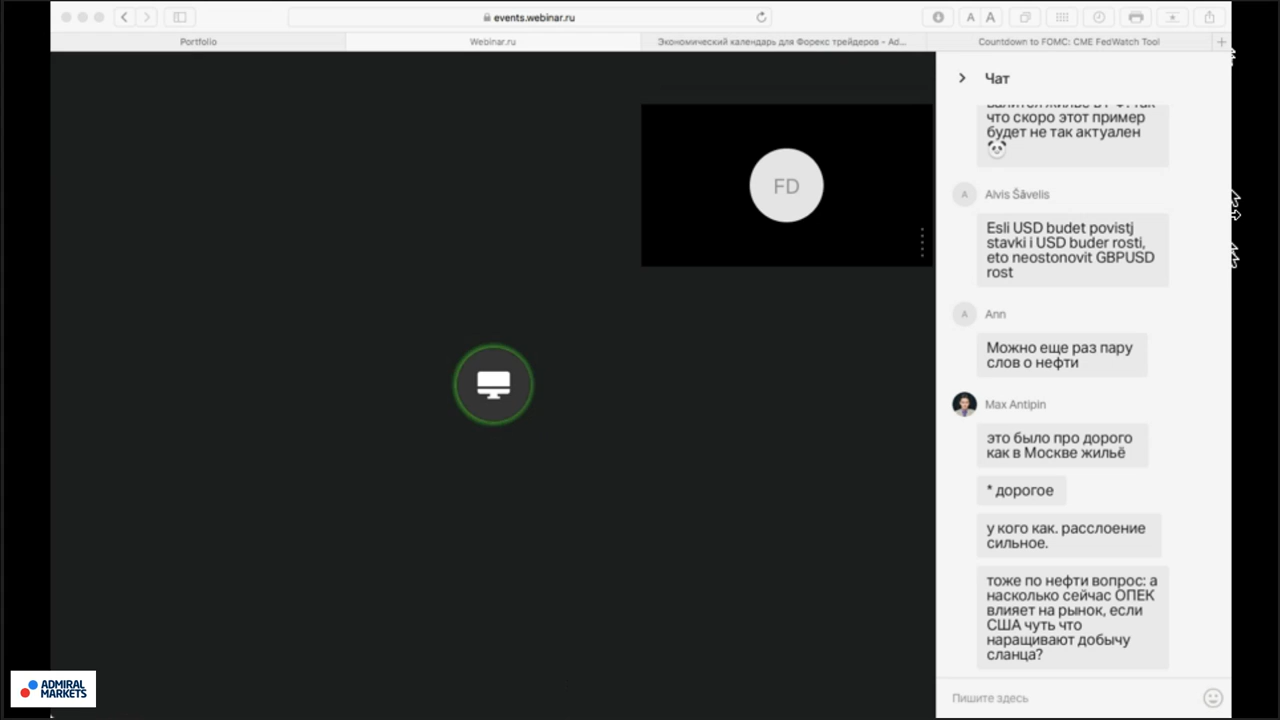 events.webinar.ru
A A
Portfolio
Webinar.ru
Экономический календарь для Форекс трейдеров - Ad...
Countdown to FOMC: CME FedWatch Tool
Чат
что скоро этот пример
будет не так актуален
FD
A
Alvis Šāvelis
Esli USD budet povistj
stavki i USD buder rosti,
eto neostonovit GBPUSD
rost
A
Ann
Можно еще раз пару
слов о нефти
Max Antipin
это было про дорого
как в Москве жильё
* дорогое
у кого как. расслоение
сильное.
тоже по нефти вопрос: а
насколько сейчас ОПЕК
влияет на рынок, если
США чуть что
наращивают добычу
сланца?
Пишите здесь
ADMIRAL
MARKETS